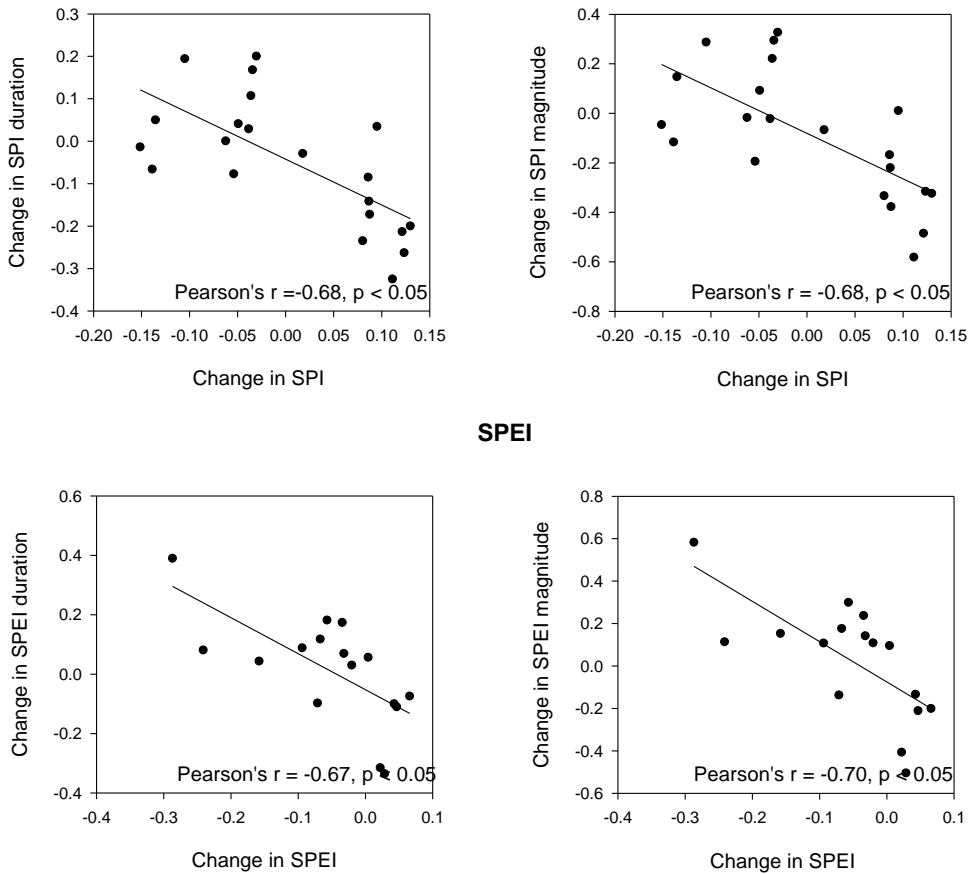 Change in SPI duration
0.3
0.2
0.1
0.0
-0.1
-0.2
-0.3
-0.4
Pearson's r =-0.68, p < 0.05
-0.20 -0.15 -0.10 -0.05 0.00 0.05 0.10 0.15
Change in SPI
Change in SPI magnitude
0.4
0.2
0.0
-0.2
-0.4
-0.6
-0.8
Pearson's r = -0.68, p < 0.05
-0.20 -0.15 -0.10 -0.05 0.00 0.05 0.10 0.15
Change in SPI
SPEI
Change in SPEI duration
0.6
0.4
0.2
0.0
-0.2
-0.4
Pearson's r = -0.67, p < 0.05
-0.4 -0.3 -0.2 -0.1 0.0 0.1
Change in SPEI
Change in SPEI magnitude
0.8
0.6
0.4
0.2
0.0
-0.2
-0.4
-0.6
Pearson's r = -0.70, p < 0.05
-0.4 -0.3 -0.2 -0.1 0.0 0.1
Change in SPEI